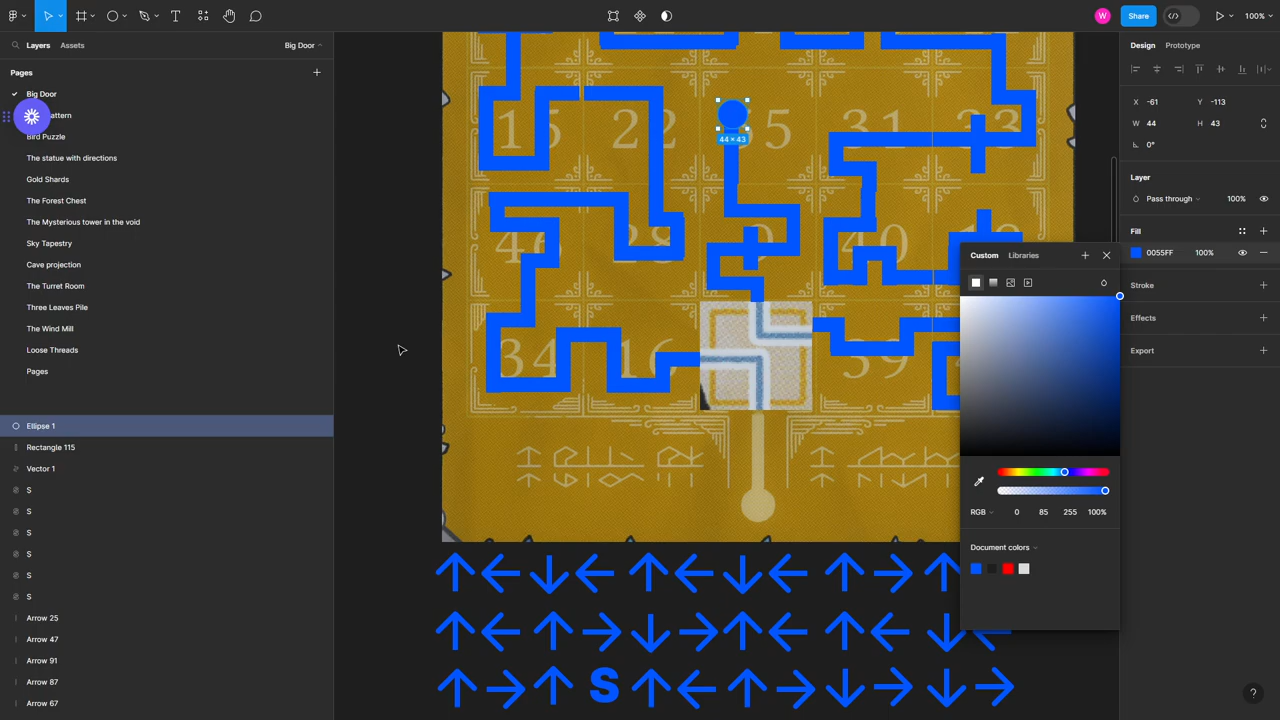 W
Share
100%
Layers
Assets
Big Door
Design
Prototype
Pages
Big Door
attern
Bird Puzzle
The statue with directions
Gold Shards
The Forest Chest
The Mysterious tower in the void
Sky Tapestry
Cave projection
The Turret Room
Three Leaves Pile
The Wind Mill
Loose Threads
Pages
Ellipse 1
Rectangle 115
Vector 1
S
S
S
S
S
S
Arrow 25
Arrow 47
Arrow 91
Arrow 87
Arrow 67
15
22
5
31
33
44 × 43
46
28
40
34
16
39
S
X -61
Y -113
W 44
H 43
0°
Layer
Pass through
100%
Fill
0055FF
100%
Stroke
Effects
Export
Custom
Libraries
RGB
0
85
255
100%
Document colors
?